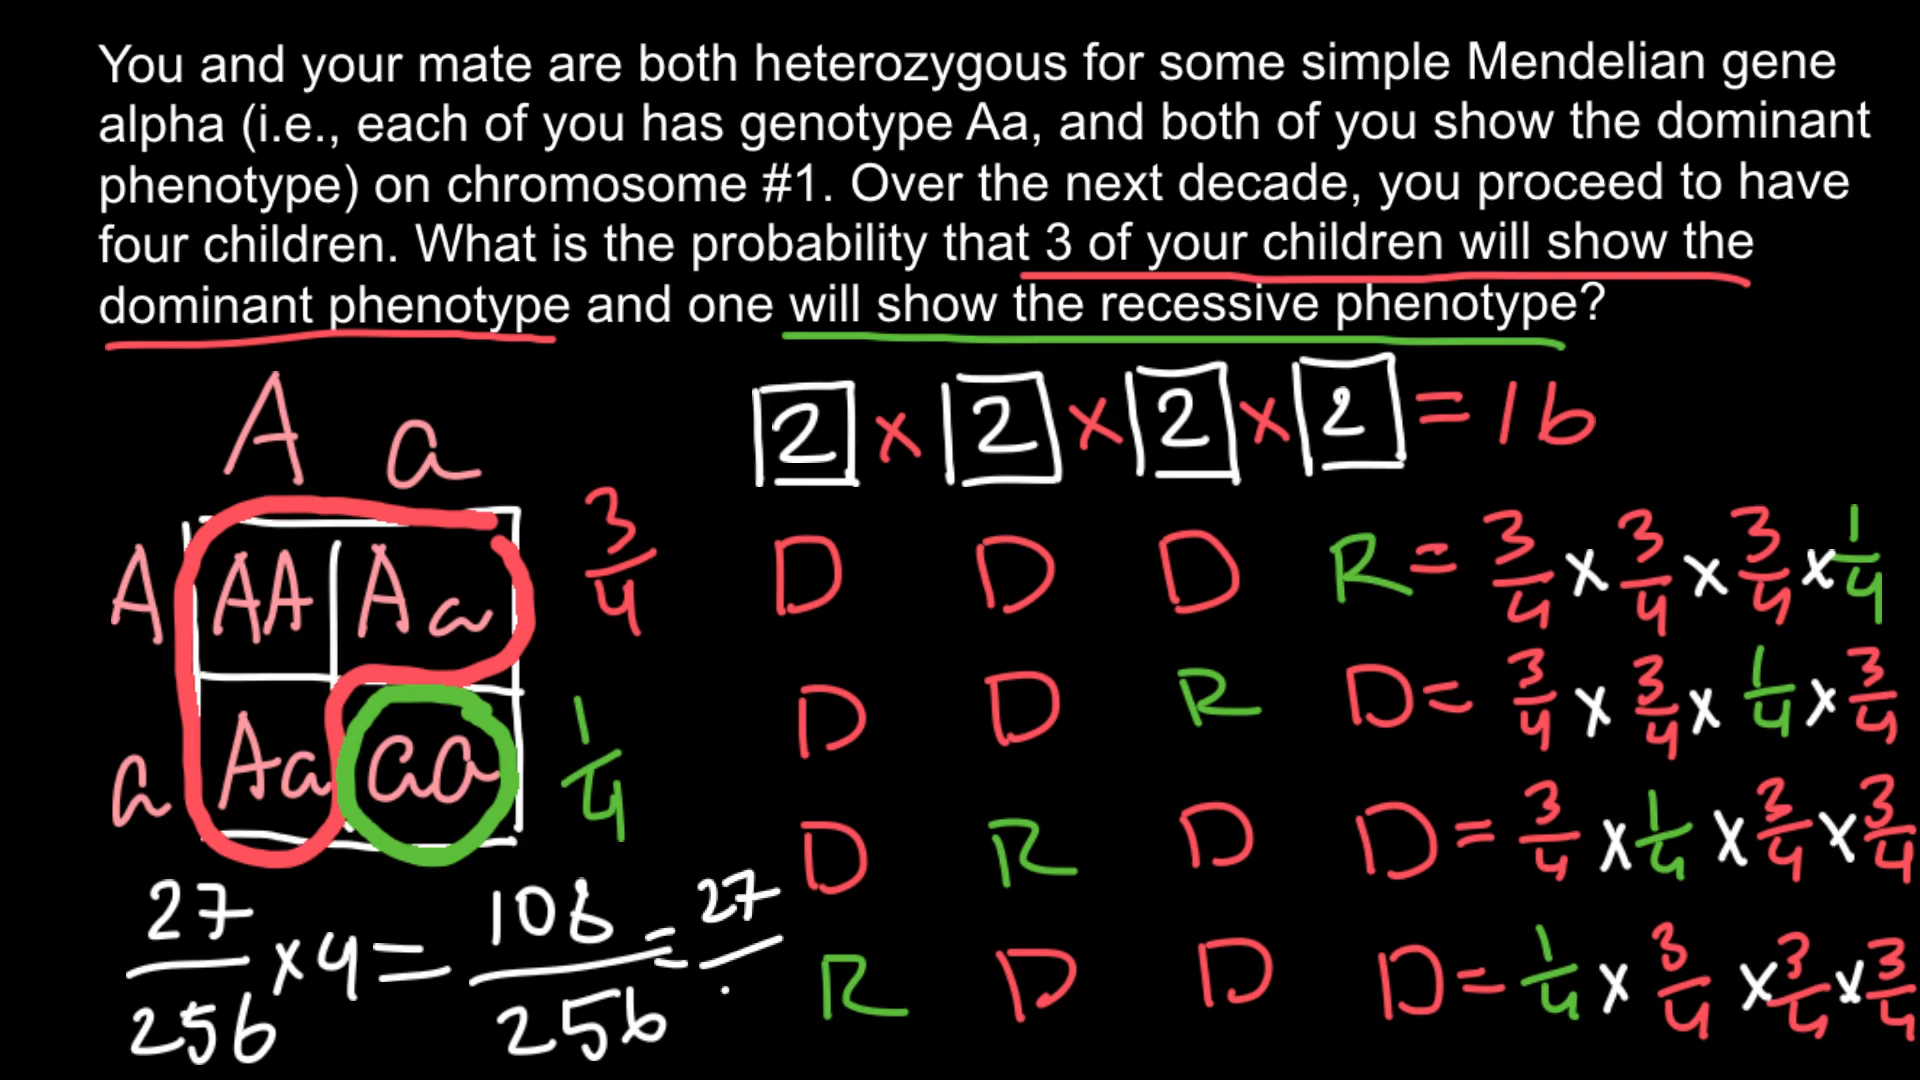 You and your mate are both heterozygous for some simple Mendelian gene
alpha (i.e., each of you has genotype Aa, and both of you show the dominant
phenotype) on chromosome #1. Over the next decade, you proceed to have
four children. What is the probability that 3 of your children will show the
dominant phenotype and one will show the recessive phenotype?
2 × 2 × 2 × 2 = 16
A a
A AA Aa 3/4
a Aa aa 1/4
D D D R = 3/4 × 3/4 × 3/4 × 1/4
D D R D = 3/4 × 3/4 × 1/4 × 3/4
D R D D = 3/4 × 1/4 × 3/4 × 3/4
R D D D = 1/4 × 3/4 × 3/4 × 3/4
27/256 × 4 = 108/256 = 27/